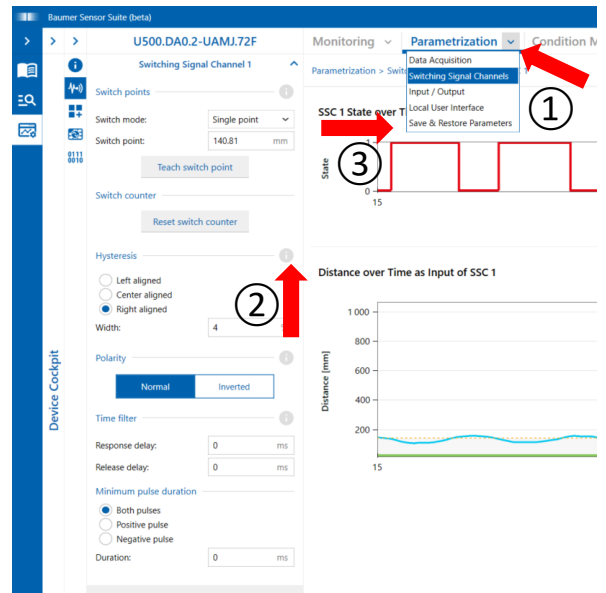 Baumer Sensor Suite (beta)
U500.DA0.2-UAMJ.72F
Monitoring
Parametrization
Condition M
Switching Signal Channel 1
Parametrization > Swit
1
Data Acquisition
Switching Signal Channels
Input / Output
Local User Interface
Save & Restore Parameters
1
Switch points
Switch mode:
Single point
Switch point:
140.81
mm
Teach switch point
Switch counter
Reset switch counter
SSC 1 State over T
3
State
1
0
15
Hysteresis
Left aligned
Center aligned
Right aligned
Width:
4
2
Distance over Time as Input of SSC 1
Distance [mm]
1 000
800
600
400
200
15
Polarity
Normal
Inverted
Time filter
Response delay:
0
ms
Release delay:
0
ms
Minimum pulse duration
Both pulses
Positive pulse
Negative pulse
Duration:
0
ms
Device Cockpit
0111
0010